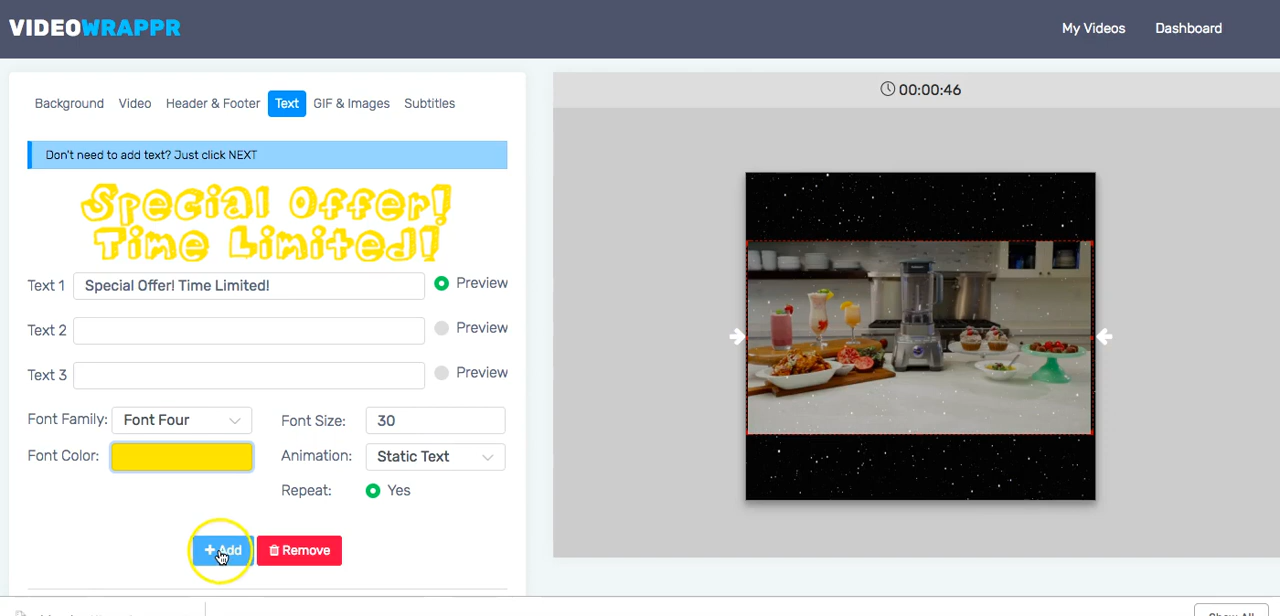 VIDEOWRAPPR
My Videos Dashboard
Background Video Header & Footer Text GIF & Images Subtitles
00:00:46
Don't need to add text? Just click NEXT
Special Offer!
Time Limited!
Text 1 Special Offer! Time Limited! Preview
Text 2 Preview
Text 3 Preview
Font Family: Font Four Font Size: 30
Font Color: Animation: Static Text
Repeat: Yes
+ Add Remove
Show All